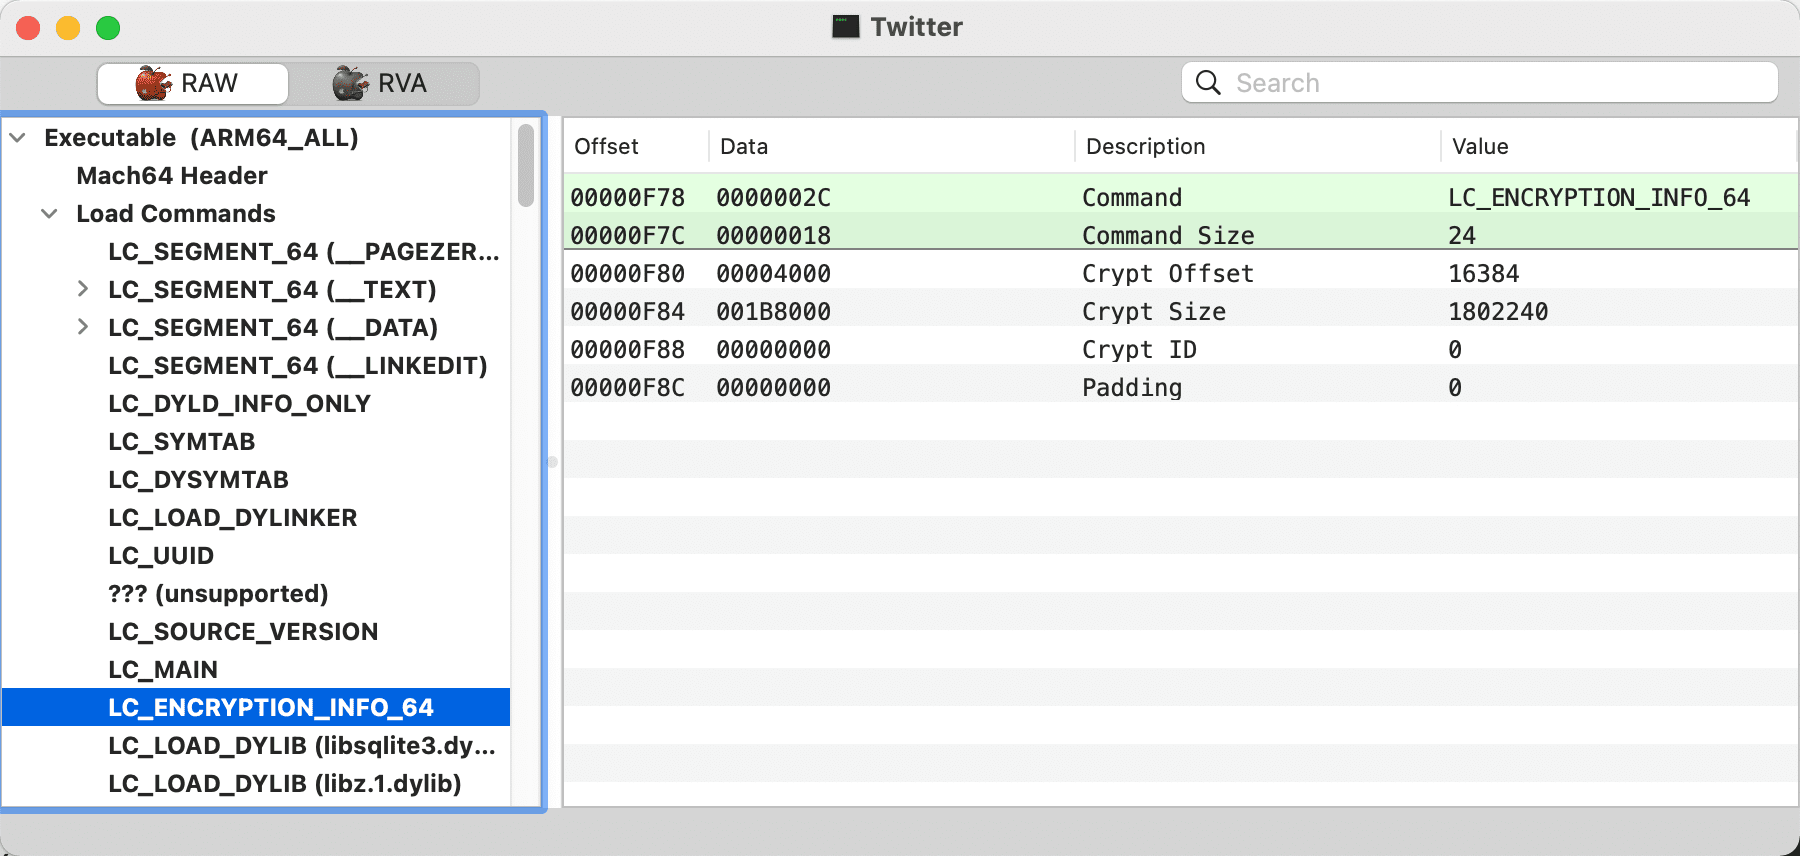 Twitter
RAW
RVA
Search
Executable (ARM64_ALL)
Mach64 Header
Load Commands
LC_SEGMENT_64 (__PAGEZER...
LC_SEGMENT_64 (__TEXT)
LC_SEGMENT_64 (__DATA)
LC_SEGMENT_64 (__LINKEDIT)
LC_DYLD_INFO_ONLY
LC_SYMTAB
LC_DYSYMTAB
LC_LOAD_DYLINKER
LC_UUID
??? (unsupported)
LC_SOURCE_VERSION
LC_MAIN
LC_ENCRYPTION_INFO_64
LC_LOAD_DYLIB (libsqlite3.dy...
LC_LOAD_DYLIB (libz.1.dylib)
Offset Data Description Value
00000F78 0000002C Command LC_ENCRYPTION_INFO_64
00000F7C 00000018 Command Size 24
00000F80 00004000 Crypt Offset 16384
00000F84 001B8000 Crypt Size 1802240
00000F88 00000000 Crypt ID 0
00000F8C 00000000 Padding 0